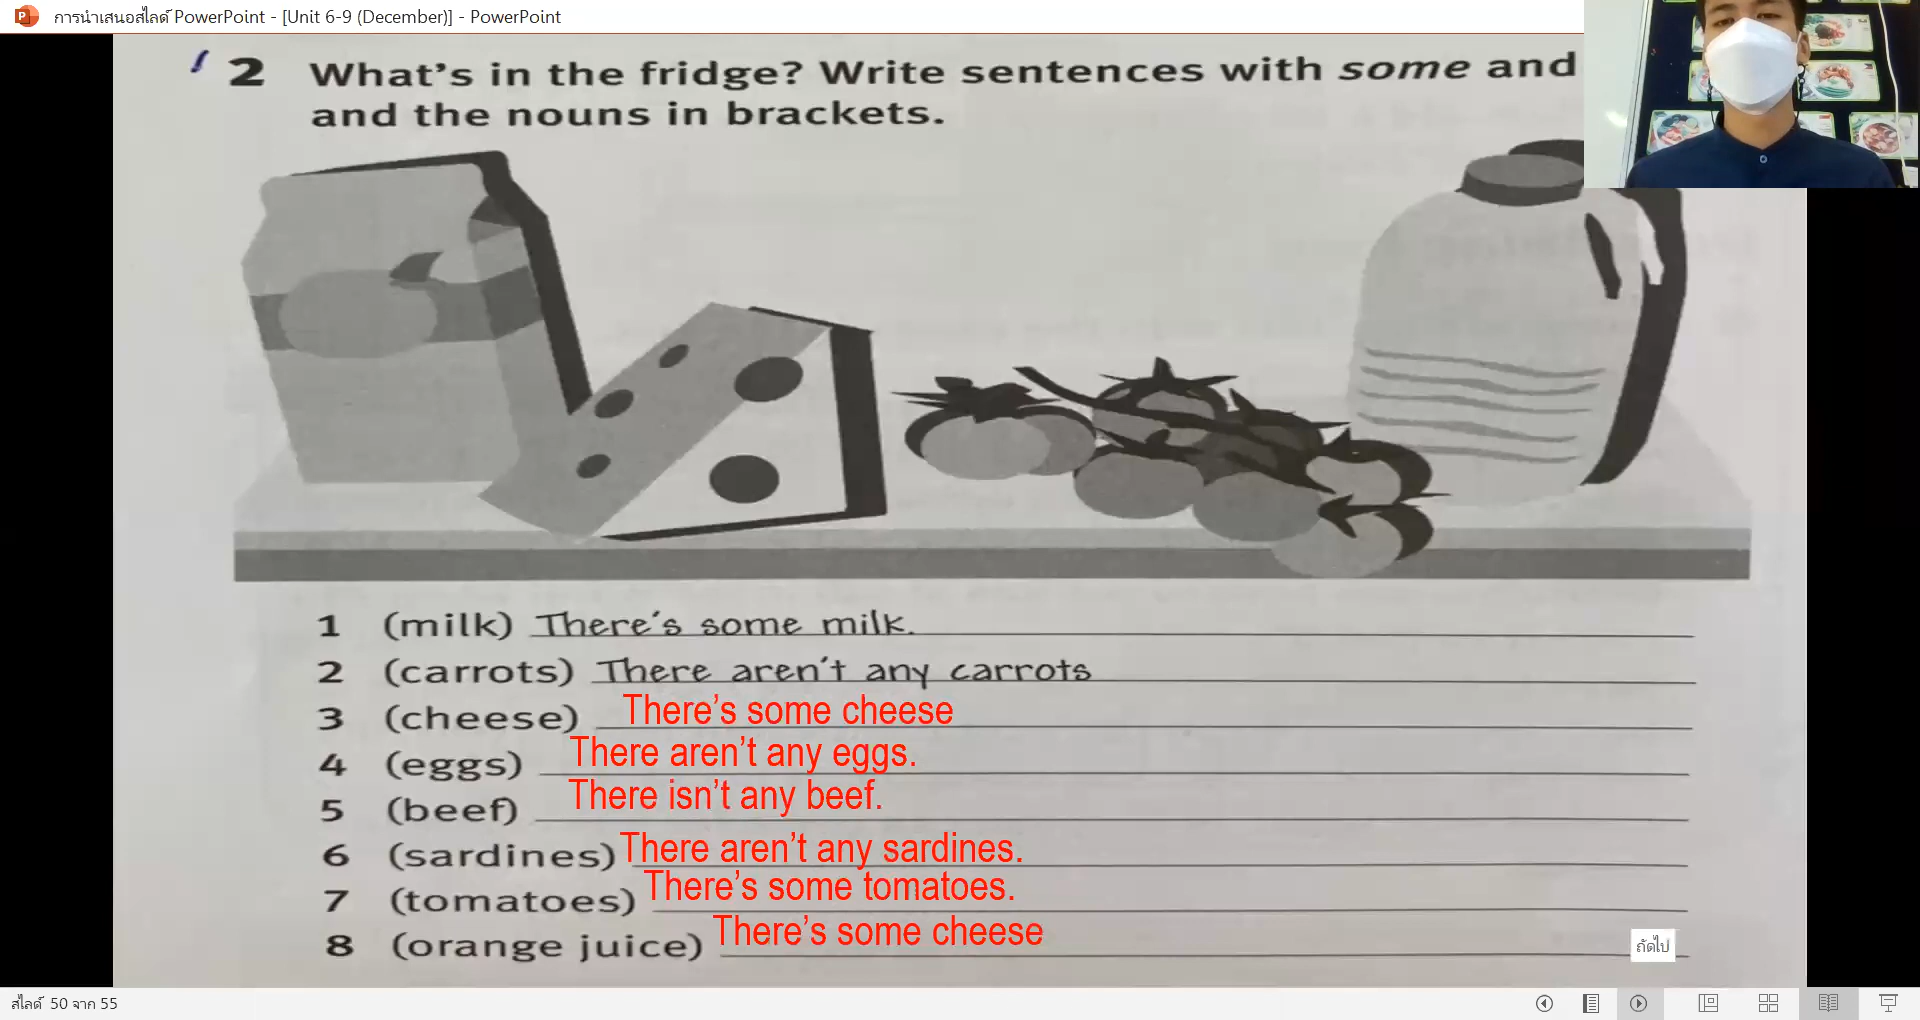 การนำเสนอสไลด์ PowerPoint - [Unit 6-9 (December)] - PowerPoint
2 What's in the fridge? Write sentences with some and
and the nouns in brackets.
1 (milk) There's some milk.
2 (carrots) There aren't any carrots
3 (cheese) There's some cheese
4 (eggs) There aren't any eggs.
5 (beef) There isn't any beef.
6 (sardines) There aren't any sardines.
7 (tomatoes) There's some tomatoes.
8 (orange juice) There's some cheese
ถัดไป
สไลด์ 50 จาก 55